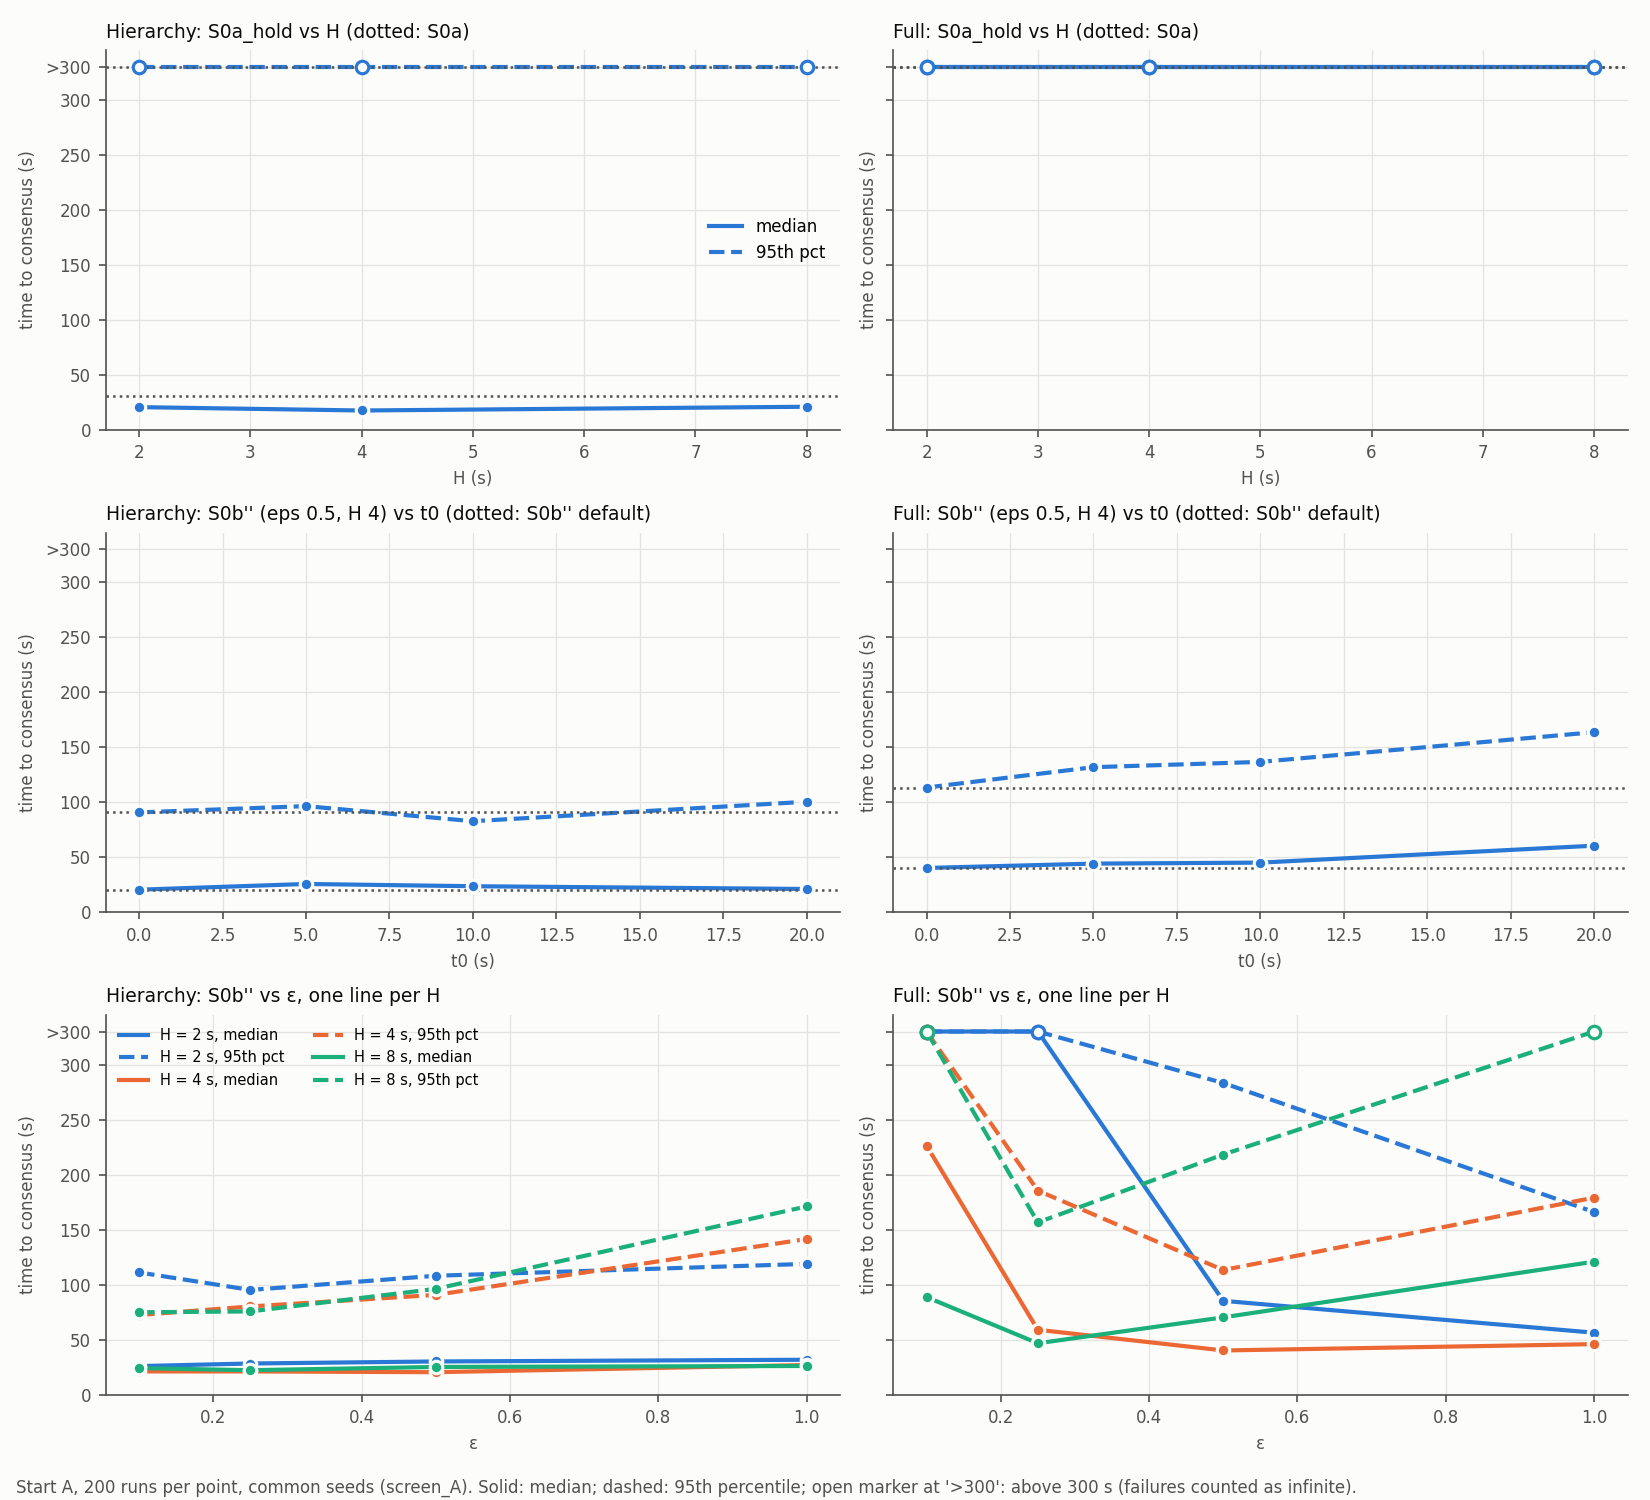 Hierarchy: S0a_hold vs H (dotted: S0a)
>300
300
250
200
150
100
50
0
time to consensus (s)
median
95th pct
2 3 4 5 6 7 8
H (s)
Full: S0a_hold vs H (dotted: S0a)
time to consensus (s)
2 3 4 5 6 7 8
H (s)
Hierarchy: S0b'' (eps 0.5, H 4) vs t0 (dotted: S0b'' default)
>300
300
250
200
150
100
50
0
time to consensus (s)
0.0 2.5 5.0 7.5 10.0 12.5 15.0 17.5 20.0
t0 (s)
Full: S0b'' (eps 0.5, H 4) vs t0 (dotted: S0b'' default)
time to consensus (s)
0.0 2.5 5.0 7.5 10.0 12.5 15.0 17.5 20.0
t0 (s)
Hierarchy: S0b'' vs ε, one line per H
>300
300
250
200
150
100
50
0
time to consensus (s)
H = 2 s, median
H = 2 s, 95th pct
H = 4 s, median
H = 4 s, 95th pct
H = 8 s, median
H = 8 s, 95th pct
0.2 0.4 0.6 0.8 1.0
ε
Full: S0b'' vs ε, one line per H
time to consensus (s)
0.2 0.4 0.6 0.8 1.0
ε
Start A, 200 runs per point, common seeds (screen_A). Solid: median; dashed: 95th percentile; open marker at '>300': above 300 s (failures counted as infinite).